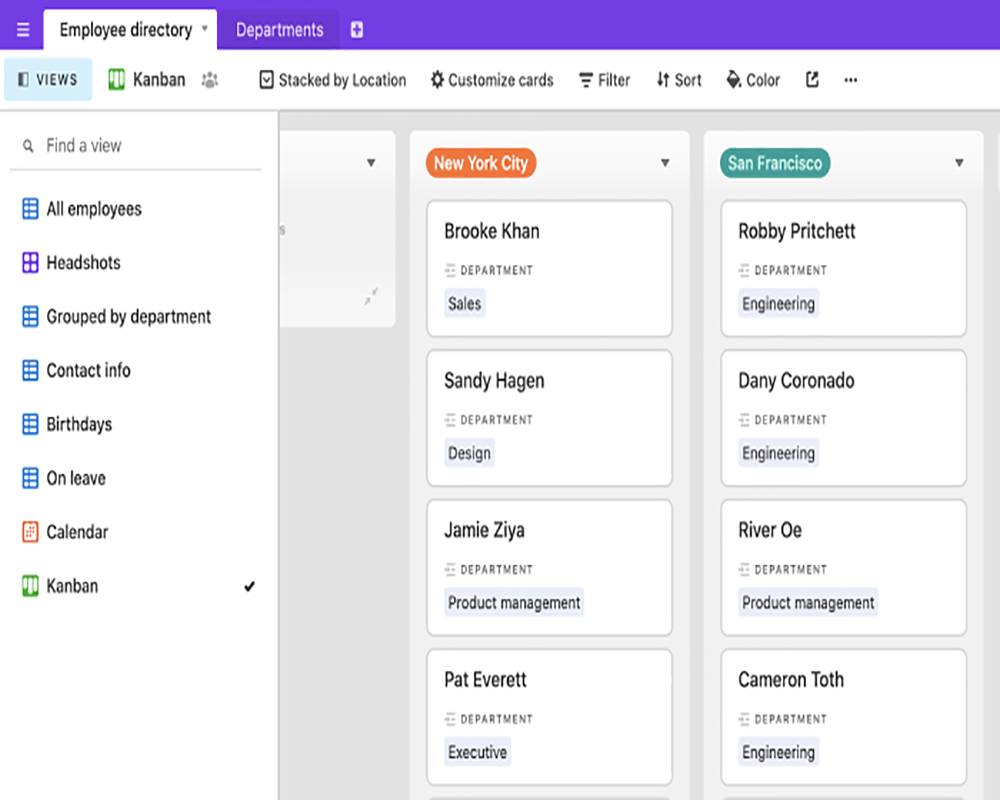 Employee directory
Departments
VIEWS
Kanban
Stacked by Location
Customize cards
Filter
Sort
Color
Find a view
All employees
Headshots
Grouped by department
Contact info
Birthdays
On leave
Calendar
Kanban
s
New York City
Brooke Khan
DEPARTMENT
Sales
Sandy Hagen
DEPARTMENT
Design
Jamie Ziya
DEPARTMENT
Product management
Pat Everett
DEPARTMENT
Executive
San Francisco
Robby Pritchett
DEPARTMENT
Engineering
Dany Coronado
DEPARTMENT
Engineering
River Oe
DEPARTMENT
Product management
Cameron Toth
DEPARTMENT
Engineering